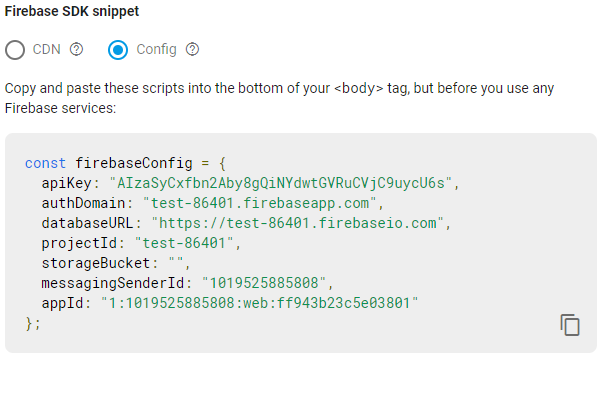 Firebase SDK snippet
CDN ? Config ?
Copy and paste these scripts into the bottom of your <body> tag, but before you use any
Firebase services:
const firebaseConfig = {
apiKey: "AIzaSyCxfbn2Aby8gQiNYdwtGVRuCVjC9uycU6s",
authDomain: "test-86401.firebaseapp.com",
databaseURL: "https://test-86401.firebaseio.com",
projectId: "test-86401",
storageBucket: "",
messagingSenderId: "1019525885808",
appId: "1:1019525885808:web:ff943b23c5e03801"
};